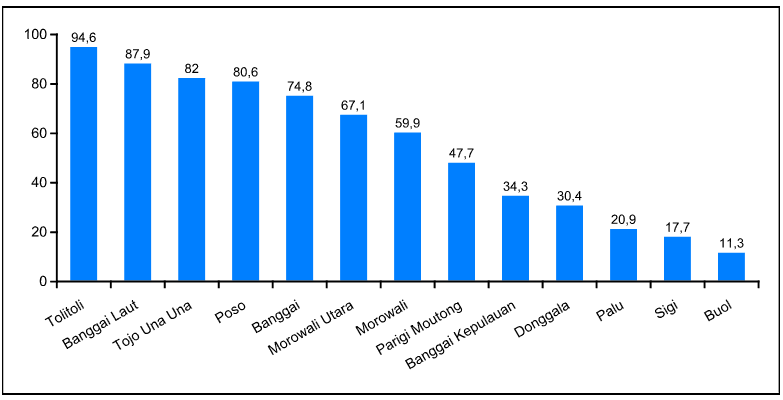 100
80
60
40
20
0
94,6
87,9
82
80,6
74,8
67,1
59,9
47,7
34,3
30,4
20,9
17,7
11,3
Tolitoli
Banggai Laut
Tojo Una Una
Poso
Banggai
Morowali Utara
Morowali
Parigi Moutong
Banggai Kepulauan
Donggala
Palu
Sigi
Buol